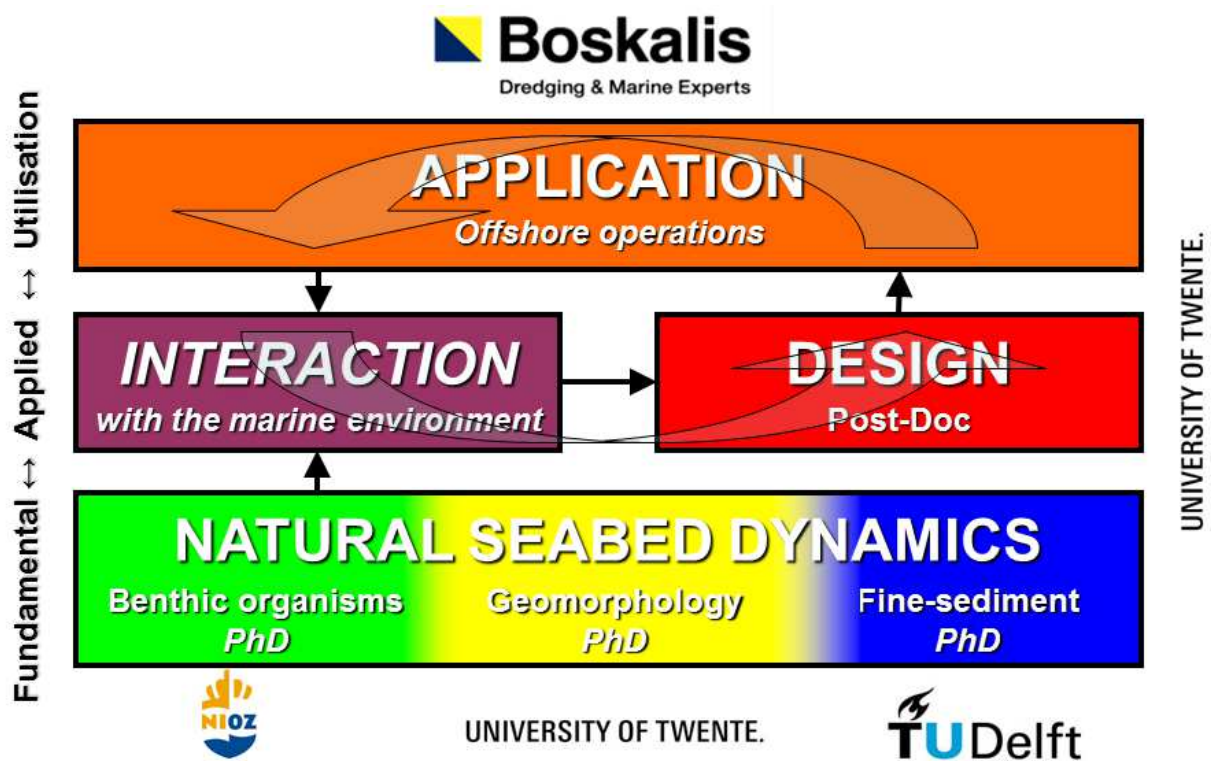 Boskalis
Dredging & Marine Experts
APPLICATION
Offshore operations
INTERACTION
with the marine environment
DESIGN
Post-Doc
NATURAL SEABED DYNAMICS
Benthic organisms
PhD
Geomorphology
PhD
Fine-sediment
PhD
Fundamental ↔ Applied ↔ Utilisation
UNIVERSITY OF TWENTE.
NIOZ
UNIVERSITY OF TWENTE.
TUDelft